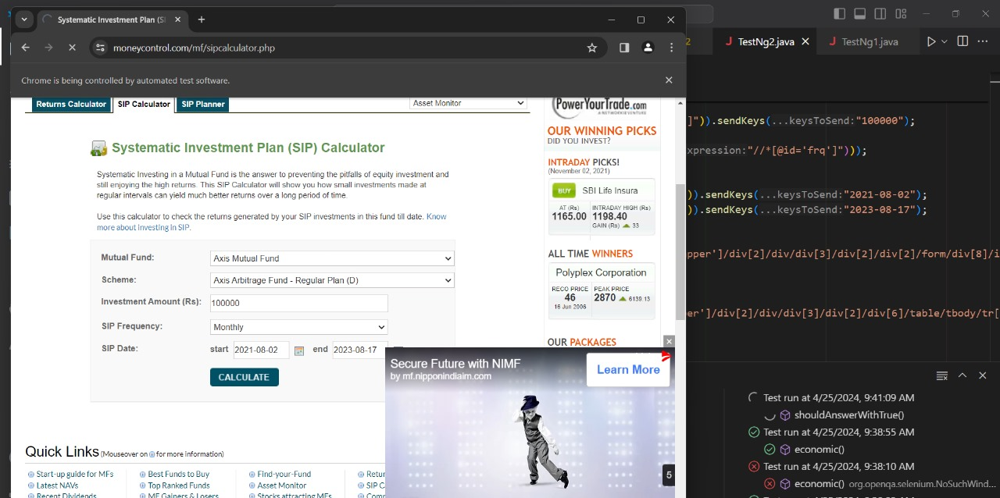 Systematic Investment Plan (SI
moneycontrol.com/mf/sipcalculator.php
Chrome is being controlled by automated test software.
Returns Calculator
SIP Calculator
SIP Planner
Asset Monitor
Systematic Investment Plan (SIP) Calculator
Systematic Investing in a Mutual Fund is the answer to preventing the pitfalls of equity investment and
still enjoying the high returns. This SIP Calculator will show you how small investments made at
regular intervals can yield much better returns over a long period of time.
Use this calculator to check the returns generated by your SIP investments in this fund till date. Know
more about investing in SIP.
Mutual Fund: Axis Mutual Fund
Scheme: Axis Arbitrage Fund - Regular Plan (D)
Investment Amount (Rs): 100000
SIP Frequency: Monthly
SIP Date: start 2021-08-02 end 2023-08-17
CALCULATE
Quick Links (Mouseover on for more Information)
Start-up guide for MFs Best Funds to Buy Find-your-Fund Retur
Latest NAVs Top Ranked Funds Asset Monitor SIP C
Recent Dividends MF Gainers & Losers Stocks attracting MFs Comp
PowerYourTrade.com
A NETWORK18 VENTURE
OUR WINNING PICKS
DID YOU INVEST?
INTRADAY PICKS!
(November 02, 2021)
BUY SBI Life Insura
AT (Rs) INTRADAY HIGH (Rs)
1165.00 1198.40
GAIN (Rs) 33
ALL TIME WINNERS
Polyplex Corporation
RECO PRICE PEAK PRICE
46 2870 6139.13
16 Jun 2006
OUR PACKAGES
Secure Future with NIMF
by mf.nipponindiaim.com
Learn More
5
2
J TestNg2.java
J TestNg1.java
]")).sendKeys(...keysToSend:"100000");
xpression:"//*[@id='frq']")));
)).sendKeys(...keysToSend:"2021-08-02");
)).sendKeys(...keysToSend:"2023-08-17");
pper']/div[2]/div/div[3]/div[2]/div[2]/form/div[8]/i
er']/div[2]/div/div[3]/div[2]/div[6]/table/tbody/tr[
Test run at 4/25/2024, 9:41:09 AM
shouldAnswerWithTrue()
Test run at 4/25/2024, 9:38:55 AM
economic()
Test run at 4/25/2024, 9:38:10 AM
economic() org.openqa.selenium.NoSuchWind...